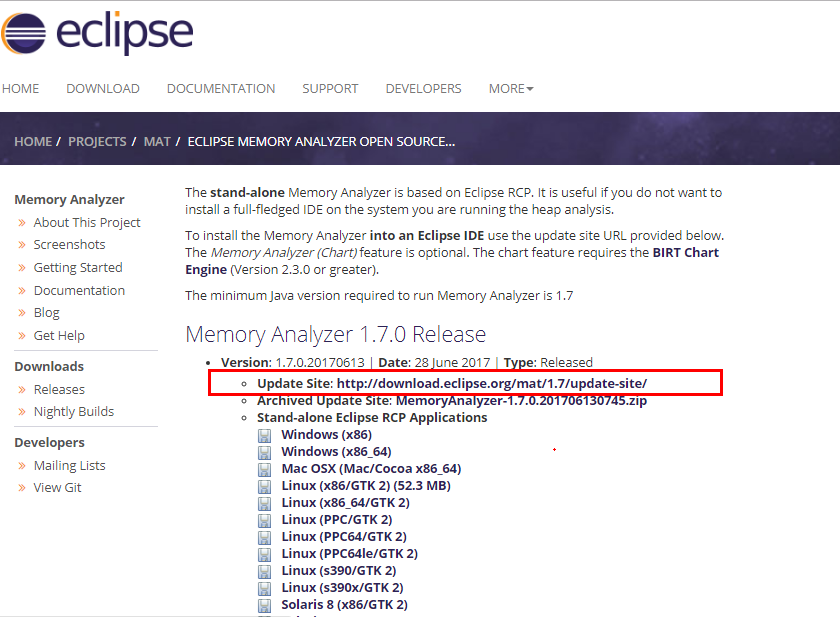 eclipse
HOME DOWNLOAD DOCUMENTATION SUPPORT DEVELOPERS MORE
HOME / PROJECTS / MAT / ECLIPSE MEMORY ANALYZER OPEN SOURCE...
Memory Analyzer
About This Project
Screenshots
Getting Started
Documentation
Blog
Get Help
Downloads
Releases
Nightly Builds
Developers
Mailing Lists
View Git
The stand-alone Memory Analyzer is based on Eclipse RCP. It is useful if you do not want to
install a full-fledged IDE on the system you are running the heap analysis.
To install the Memory Analyzer into an Eclipse IDE use the update site URL provided below.
The Memory Analyzer (Chart) feature is optional. The chart feature requires the BIRT Chart
Engine (Version 2.3.0 or greater).
The minimum Java version required to run Memory Analyzer is 1.7
Memory Analyzer 1.7.0 Release
Version: 1.7.0.20170613 | Date: 28 June 2017 | Type: Released
Update Site: http://download.eclipse.org/mat/1.7/update-site/
Archived Update Site: MemoryAnalyzer-1.7.0.201706130745.zip
Stand-alone Eclipse RCP Applications
Windows (x86)
Windows (x86_64)
Mac OSX (Mac/Cocoa x86_64)
Linux (x86/GTK 2) (52.3 MB)
Linux (x86_64/GTK 2)
Linux (PPC/GTK 2)
Linux (PPC64/GTK 2)
Linux (PPC64le/GTK 2)
Linux (s390/GTK 2)
Linux (s390x/GTK 2)
Solaris 8 (x86/GTK 2)